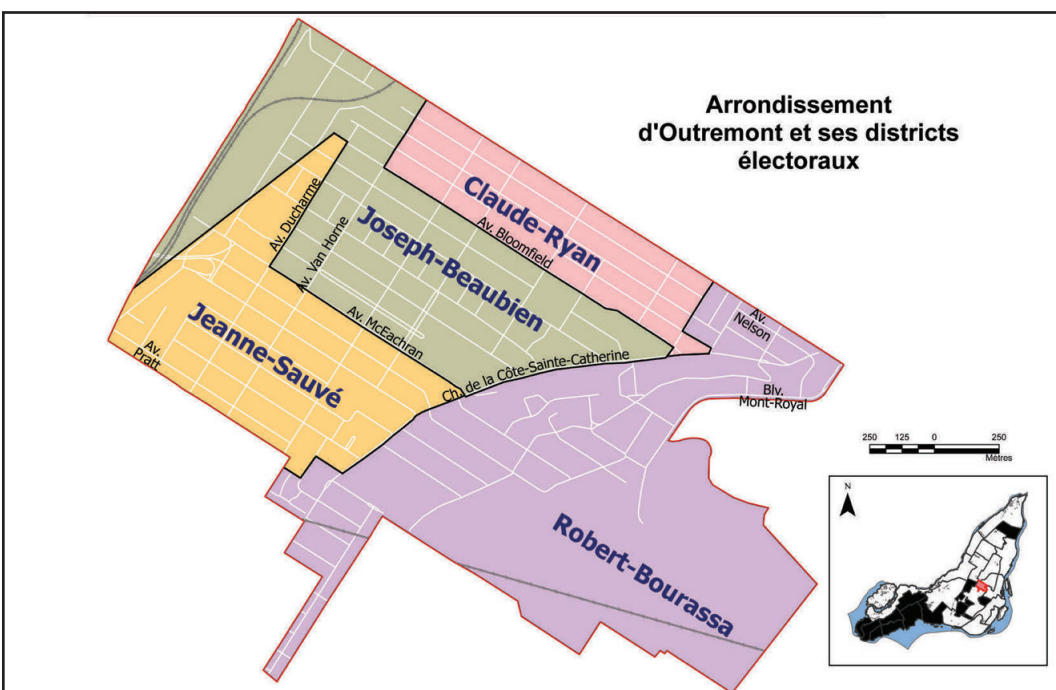 Arrondissement
d'Outremont et ses districts
électoraux
Claude-Ryan
Av. Bloomfield
Joseph-Beaubien
Av. Ducharme
Av. Van Horne
Av. McEachran
Jeanne-Sauvé
Av.
Pratt
Ch. de la Côte-Sainte-Catherine
Av.
Nelson
Blv.
Mont-Royal
Robert-Bourassa
250 125 0 250
Mètres
N